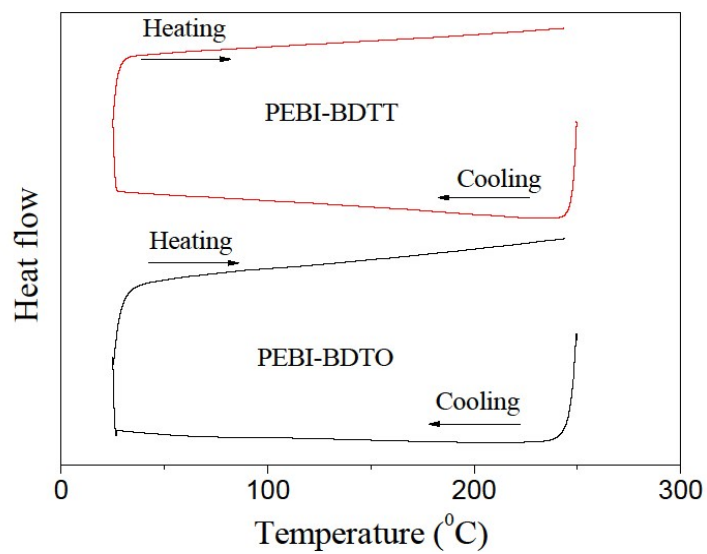 Heating
PEBI-BDTT
Cooling
Heating
PEBI-BDTO
Cooling
Heat flow
0 100 200 300
Temperature (⁰C)